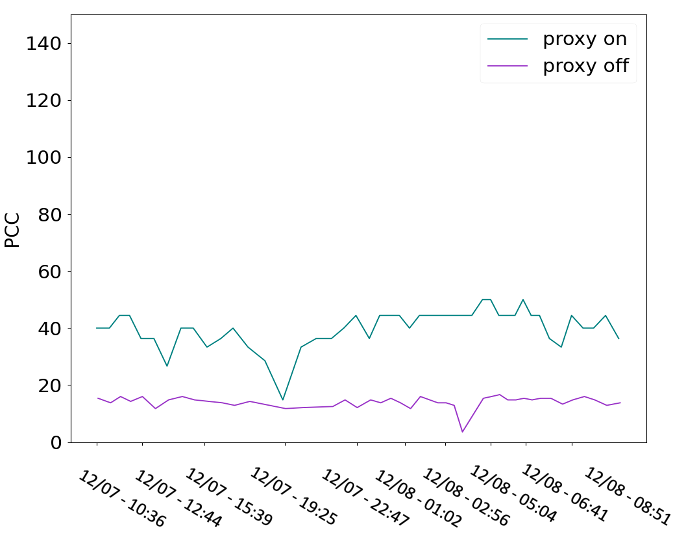 140
120
100
80
60
40
20
0
PCC
proxy on
proxy off
12/07 - 10:36
12/07 - 12:44
12/07 - 15:39
12/07 - 19:25
12/07 - 22:47
12/08 - 01:02
12/08 - 02:56
12/08 - 05:04
12/08 - 06:41
12/08 - 08:51